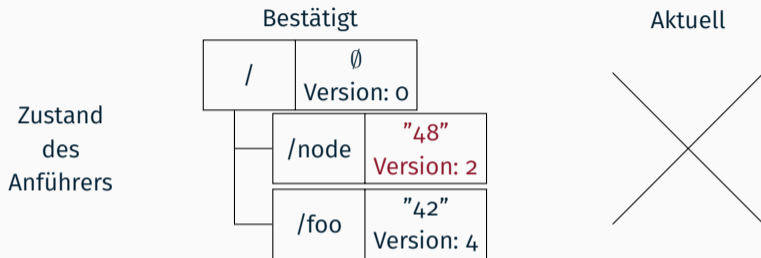 Bestätigt
Aktuell
Zustand
des
Anführers
/
∅
Version: 0
/node
”48”
Version: 2
/foo
”42”
Version: 4